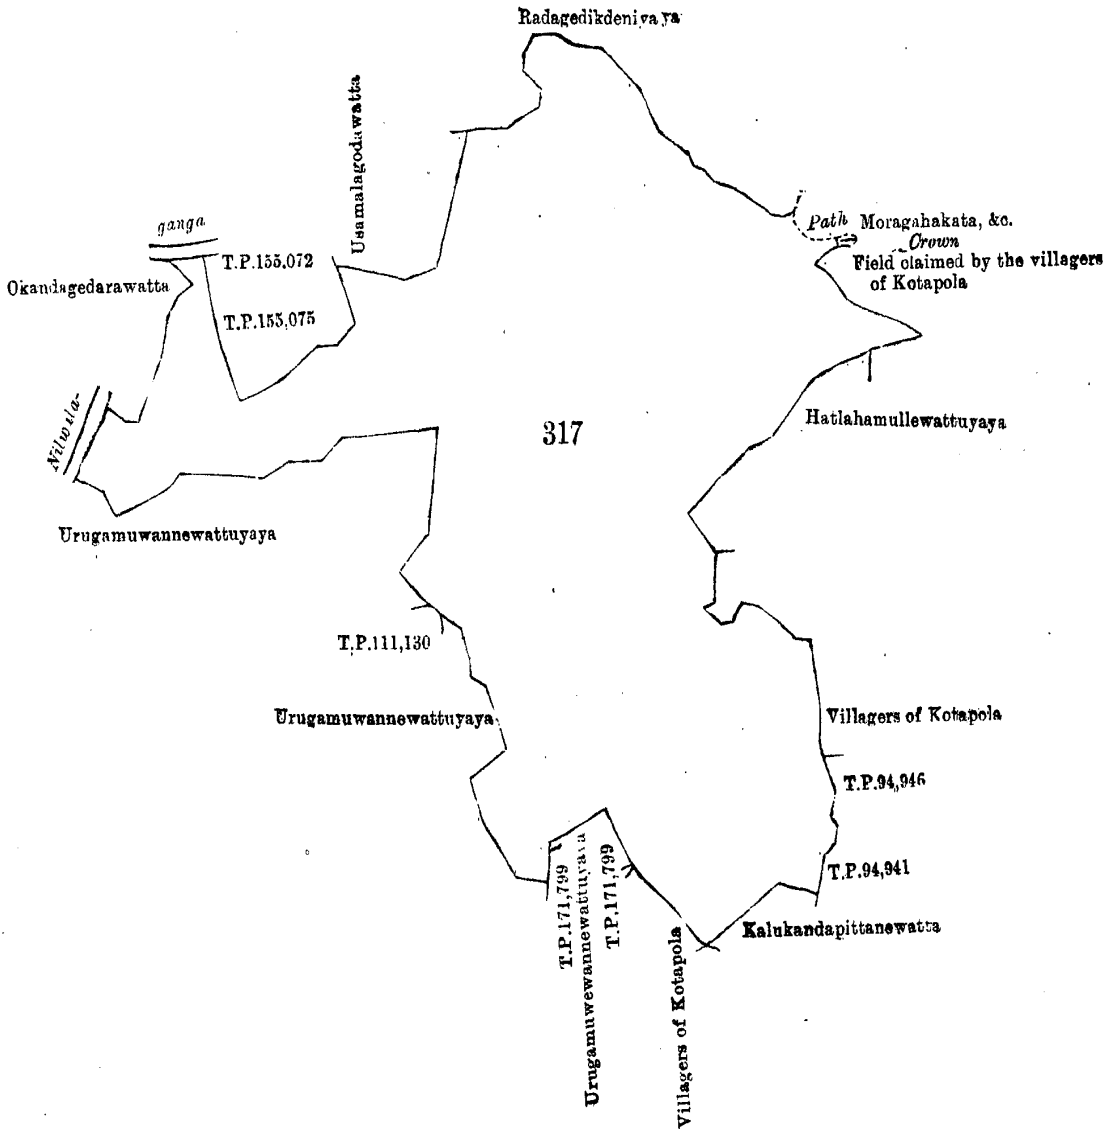 Radagedikdeniyaya
Usamalagodawatta
ganga
T.P.155,072
Okandagedarawatta
T.P.155,075
Path Moragahakata, &c.
Crown
Field claimed by the villagers
of Kotapola
Nilwala-
317
Hatlahamullewattuyaya
Urugamuwannewattuyaya
T.P.111,130
Urugamuwannewattuyaya
Villagers of Kotapola
T.P.94,946
T.P.94,941
T.P.171,799
Urugamuwewannewattuyaya
T.P.171,799
Kalukandapittanewatta
Villagers of Kotapola